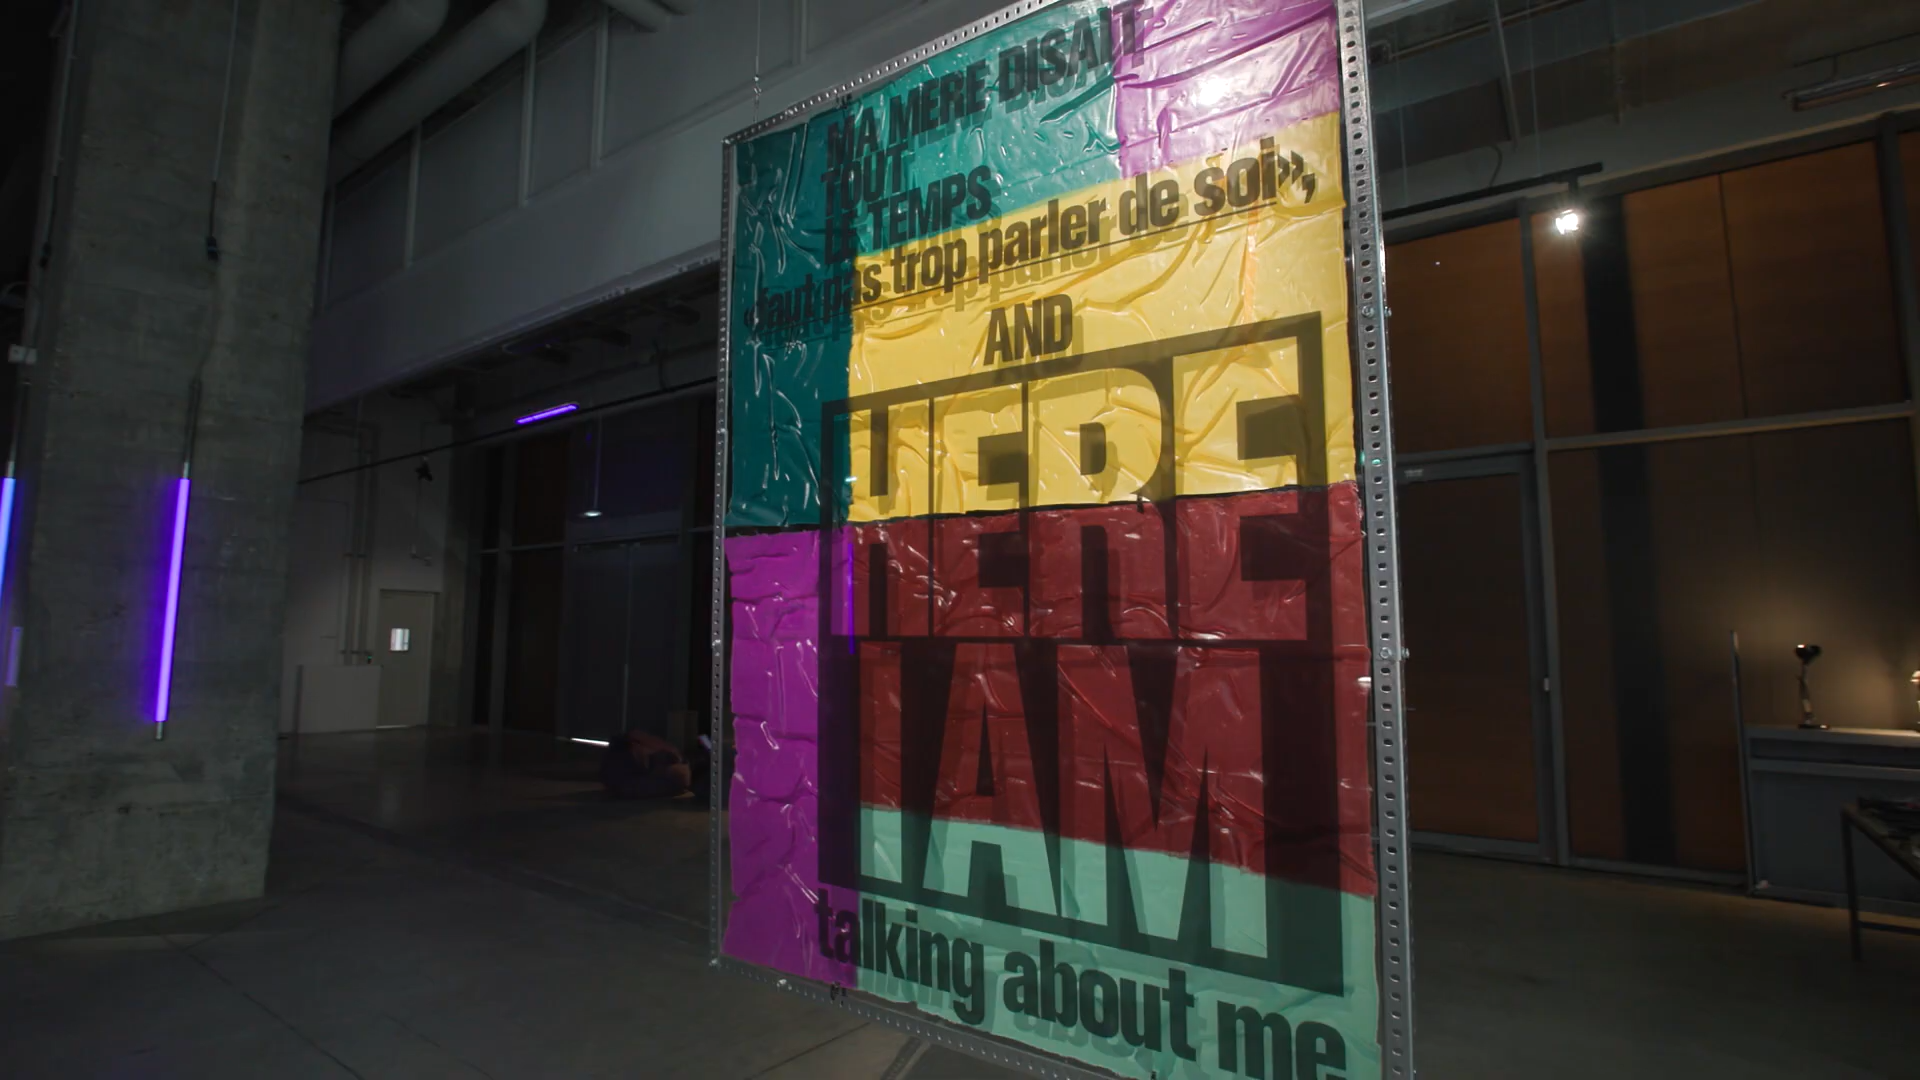 MA MERE DISAIT
TOUT
LE TEMPS
«faut pas trop parler de soi»,
AND
HERE
I AM
talking about me